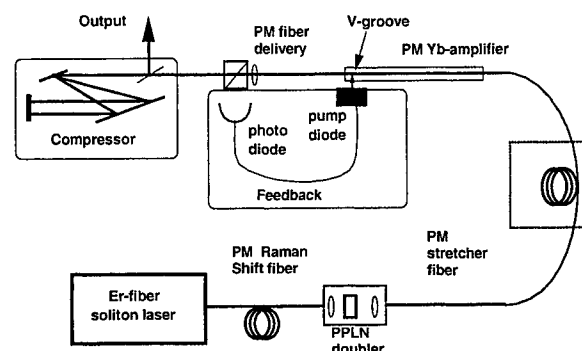 Output
PM fiber
delivery
V-groove
PM Yb-amplifier
Compressor
photo
diode
pump
diode
Feedback
PM Raman
Shift fiber
PM
stretcher
fiber
Er-fiber
soliton laser
PPLN
doubler